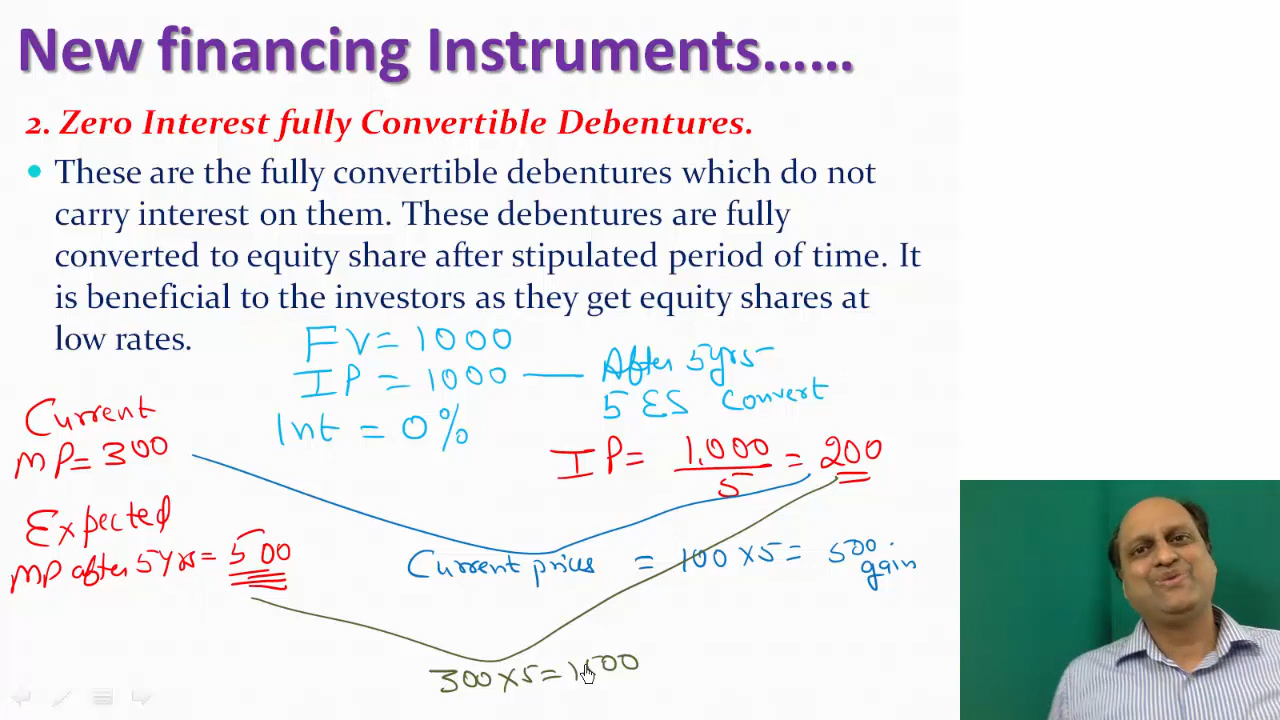 New financing Instruments......
2. Zero Interest fully Convertible Debentures.
• These are the fully convertible debentures which do not
carry interest on them. These debentures are fully
converted to equity share after stipulated period of time. It
is beneficial to the investors as they get equity shares at
low rates.
FV = 1000
IP = 1000 — After 5yrs
5 ES Convert
Int = 0%
Current
MP = 300
IP = 1,000 / 5 = 200
Expected
MP after 5yrs = 500
Current prices = 100 x 5 = 500
gain
300 x 5 = 1500